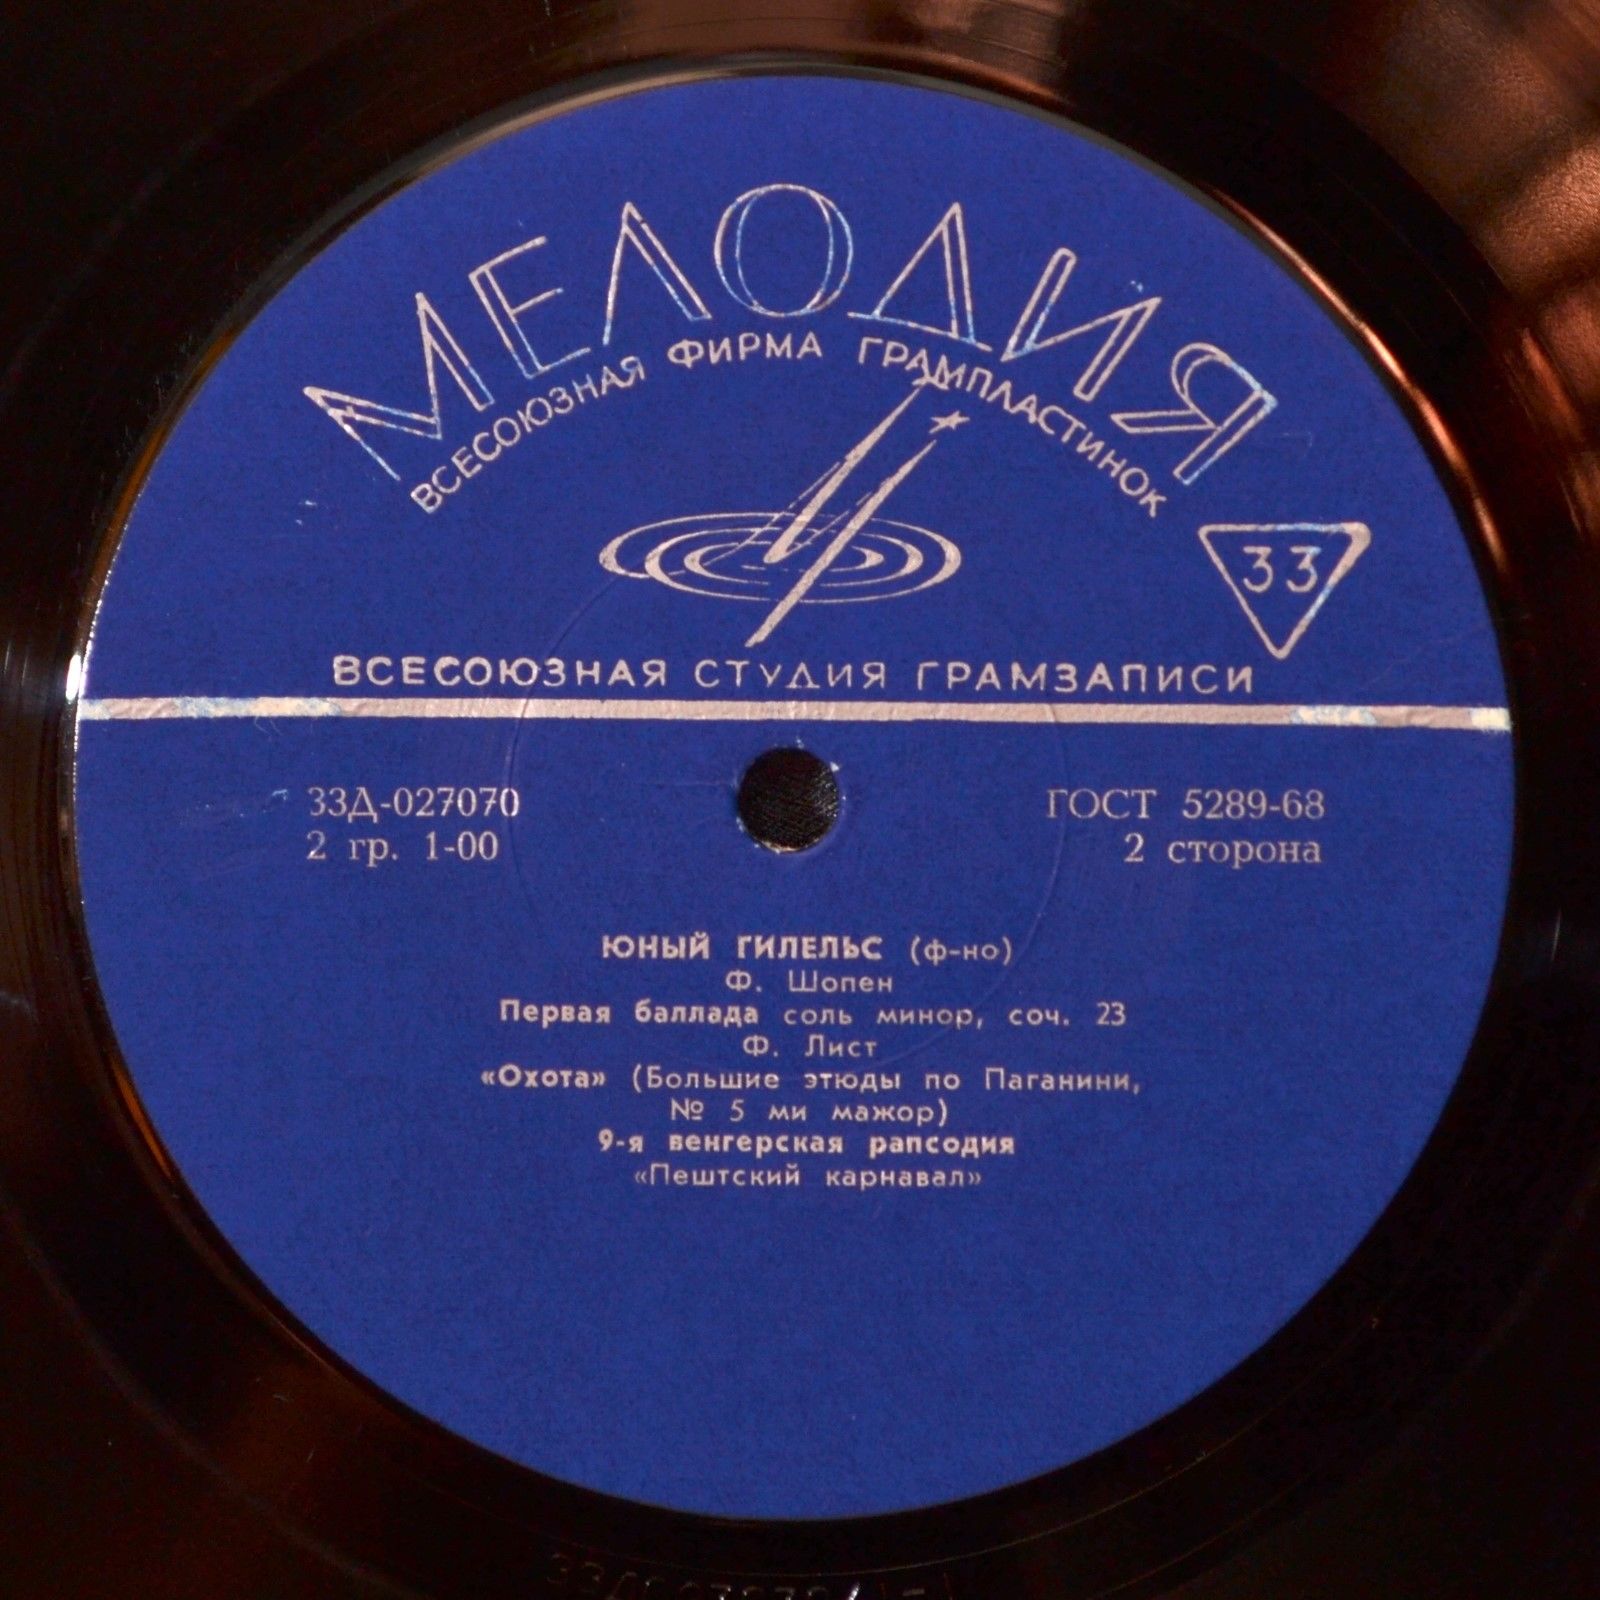 МЕЛОДИЯ
ВСЕСОЮЗНАЯ ФИРМА ГРАМПЛАСТИНОК
33
ВСЕСОЮЗНАЯ СТУДИЯ ГРАМЗАПИСИ
33Д-027070
2 гр. 1-00
ГОСТ 5289-68
2 сторона
ЮНЫЙ ГИЛЕЛЬС (ф-но)
Ф. Шопен
Первая баллада соль минор, соч. 23
Ф. Лист
«Охота» (Большие этюды по Паганини,
№ 5 ми мажор)
9-я венгерская рапсодия
«Пештский карнавал»